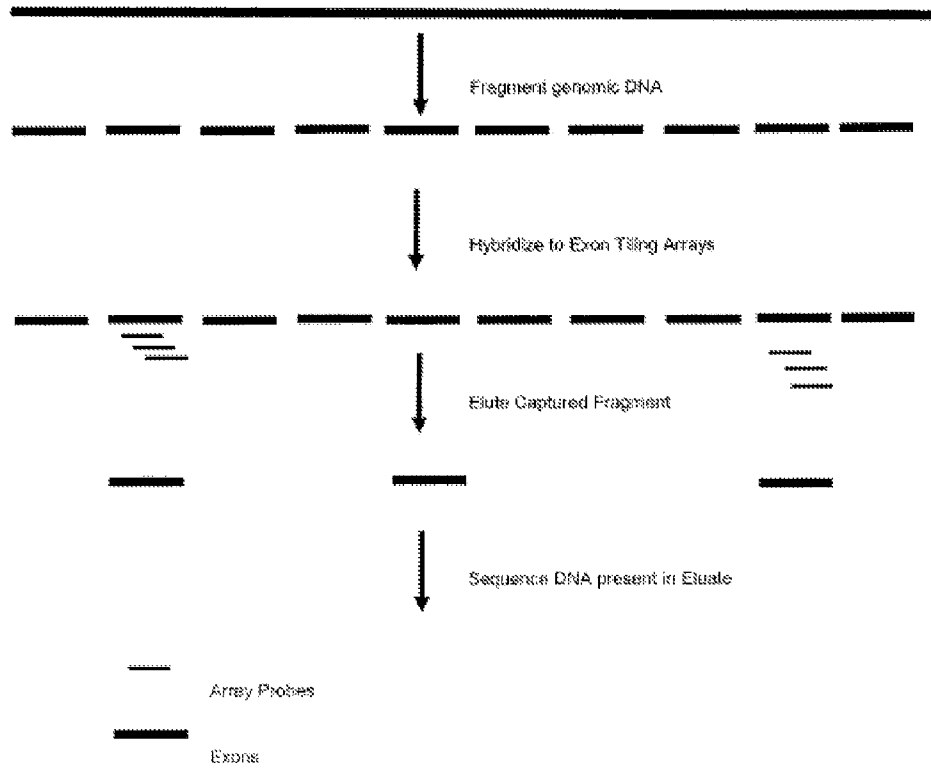 Fragment genomic DNA
Hybridize to Exon Tiling Arrays
Elute Captured Fragment
Sequence DNA present in Eluate
Array Probes
Exons